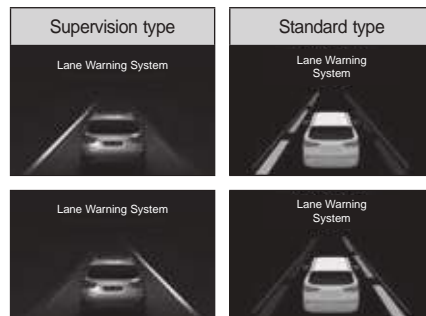 Supervision type
Standard type
Lane Warning System
Lane Warning
System
Lane Warning System
Lane Warning
System